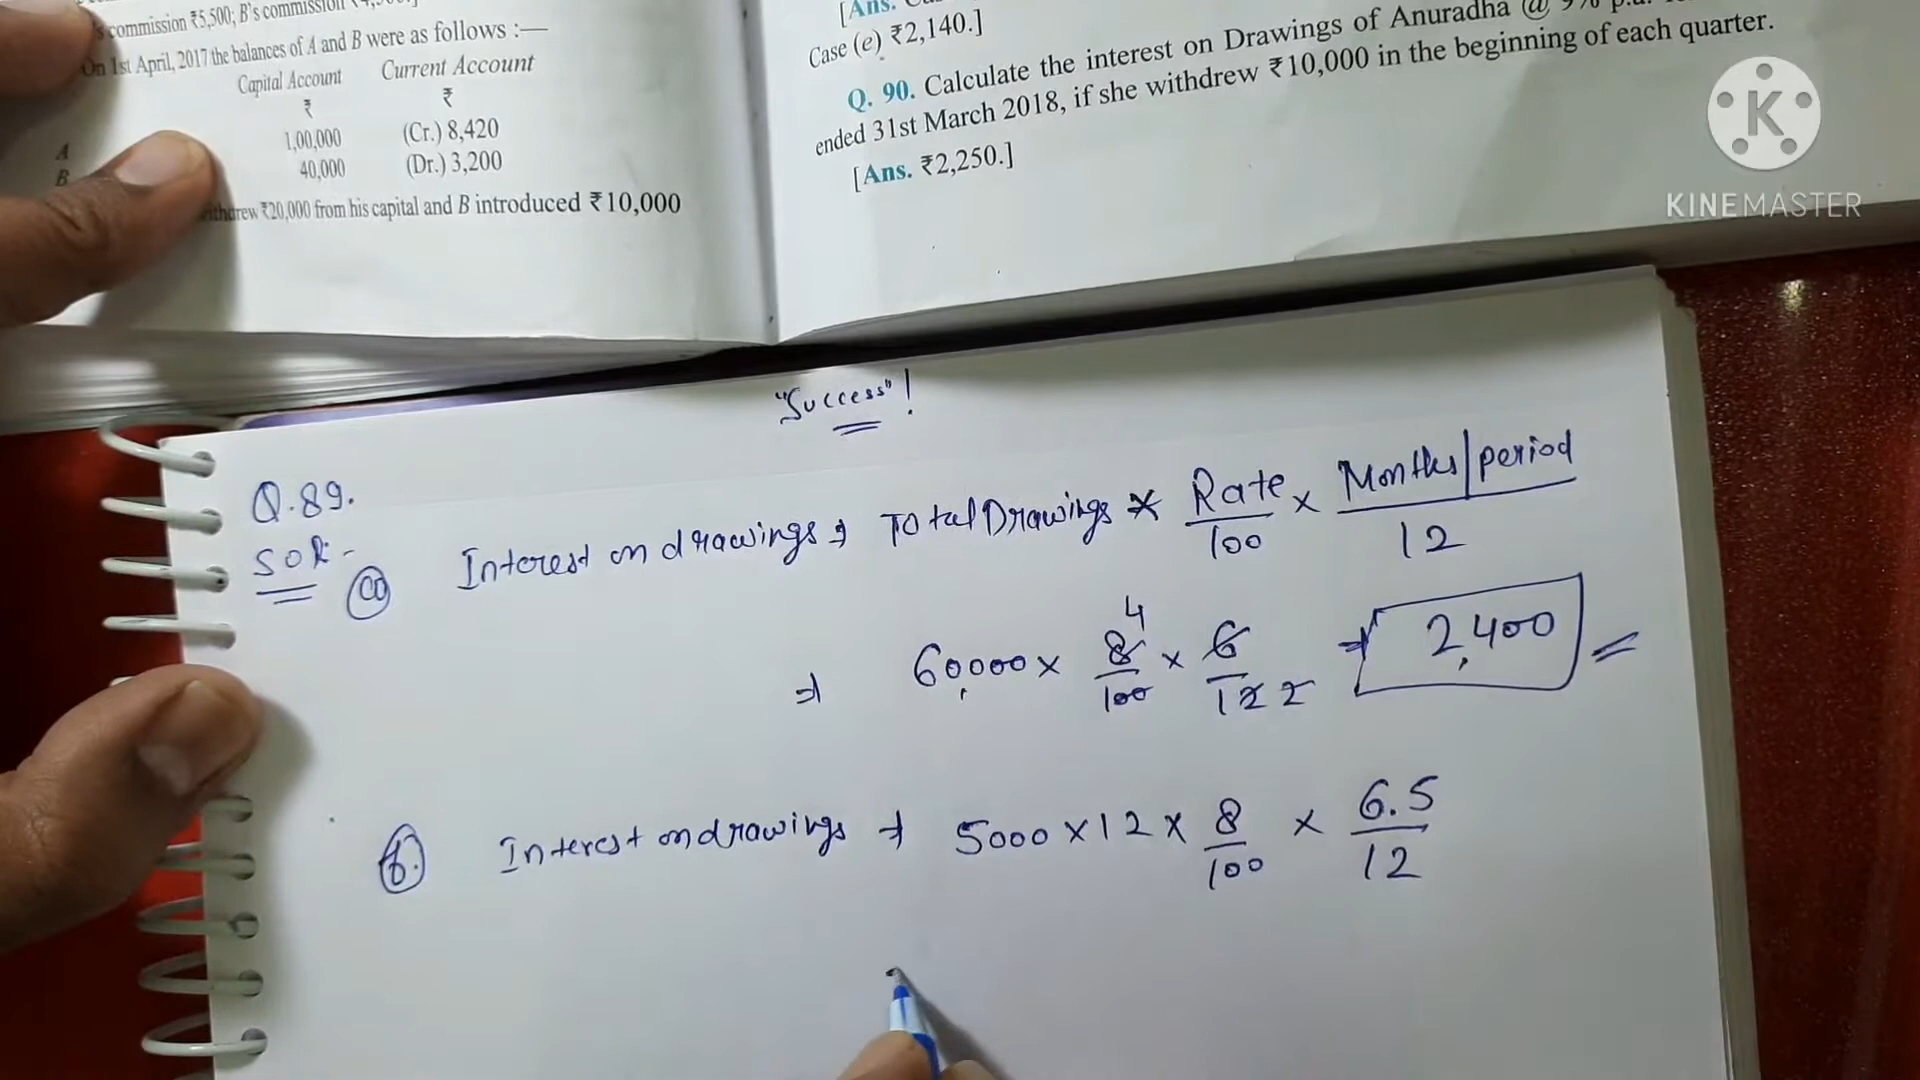 commission ₹5,500; B's commission
On 1st April, 2017 the balances of A and B were as follows :—
Capital Account Current Account
₹ ₹
A 1,00,000 (Cr.) 8,420
B 40,000 (Dr.) 3,200
withdrew ₹20,000 from his capital and B introduced ₹10,000
[Ans.
Case (e) ₹2,140.]
Q. 90. Calculate the interest on Drawings of Anuradha @ 9% p.a.
ended 31st March 2018, if she withdrew ₹10,000 in the beginning of each quarter.
[Ans. ₹2,250.]
K
KINEMASTER
"Success"!
Q.89.
Sol:-
(a) Interest on drawings ⇒ Total Drawings × Rate/100 × Months/period/12
⇒ 60,000 × 8/100 4 × 6/12 2 ⇒ 2,400
(b.) Interest on drawings ⇒ 5000 × 12 × 8/100 × 6.5/12